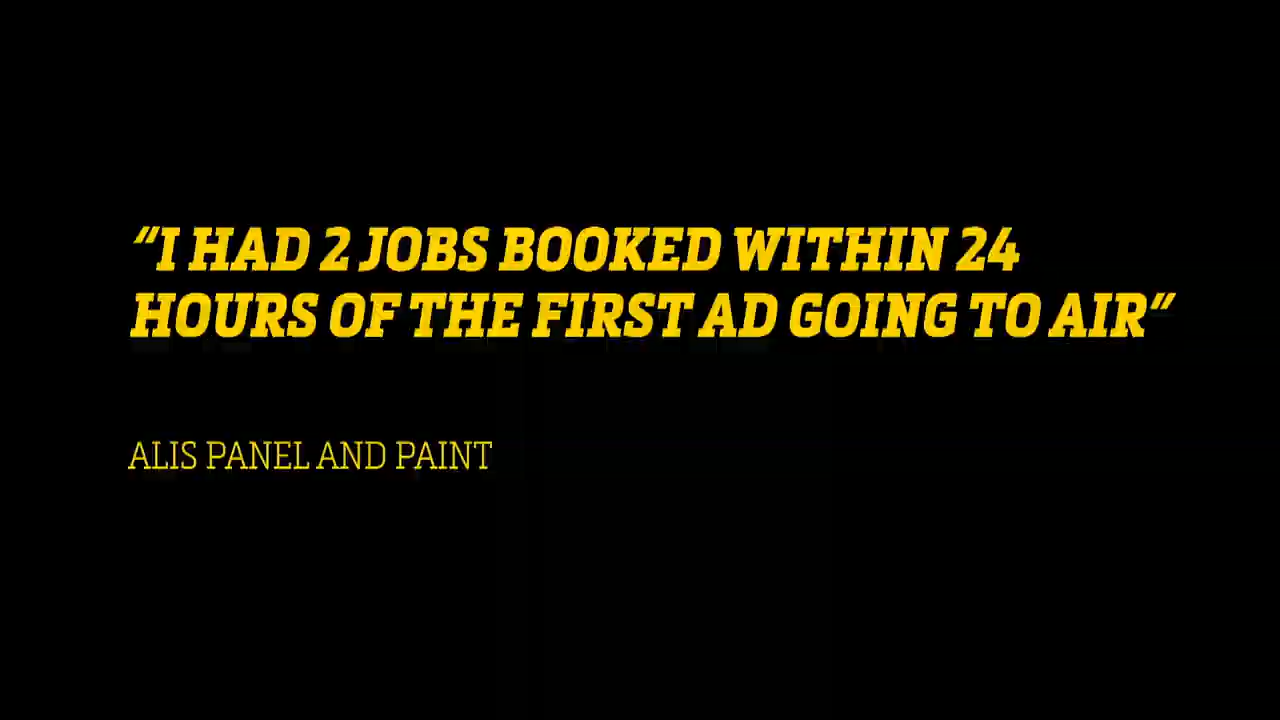 “I HAD 2 JOBS BOOKED WITHIN 24
HOURS OF THE FIRST AD GOING TO AIR”
ALIS PANEL AND PAINT